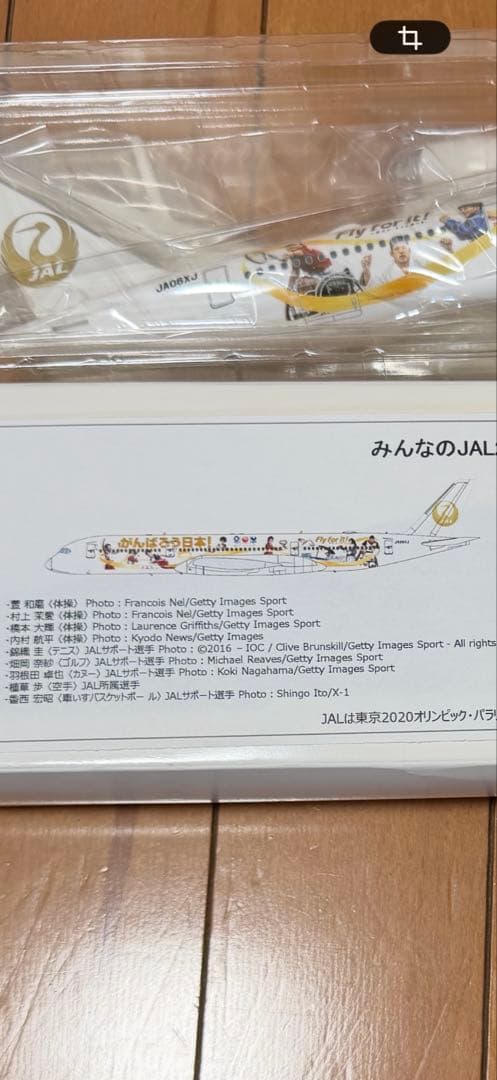 Fly for it!
JAL
JA06XJ
みんなのJAL
がんばろう日本!
Fly for it!
-萱 和磨〈体操〉Photo : Francois Nel/Getty Images Sport
-村上 茉愛〈体操〉Photo : Francois Nel/Getty Images Sport
-橋本 大輝〈体操〉Photo : Laurence Griffiths/Getty Images Sport
-内村 航平〈体操〉Photo : Kyodo News/Getty Images
-錦織 圭〈テニス〉JALサポート選手 Photo : ©2016 – IOC / Clive Brunskill/Getty Images Sport - All rights
-畑岡 奈紗〈ゴルフ〉JALサポート選手 Photo : Michael Reaves/Getty Images Sport
-羽根田 卓也〈カヌー〉JALサポート選手 Photo : Koki Nagahama/Getty Images Sport
-植草 歩〈空手〉JAL所属選手
-香西 宏昭〈車いすバスケットボール〉JALサポート選手 Photo : Shingo Ito/X-1
JALは東京2020オリンピック・パラリ